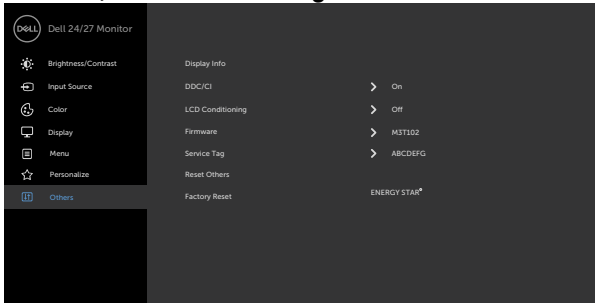 DELL Dell 24/27 Monitor
Brightness/Contrast Display Info
Input Source DDC/CI On
Color LCD Conditioning Off
Display Firmware M3T102
Menu Service Tag ABCDEFG
Personalize Reset Others
Others Factory Reset ENERGY STAR®